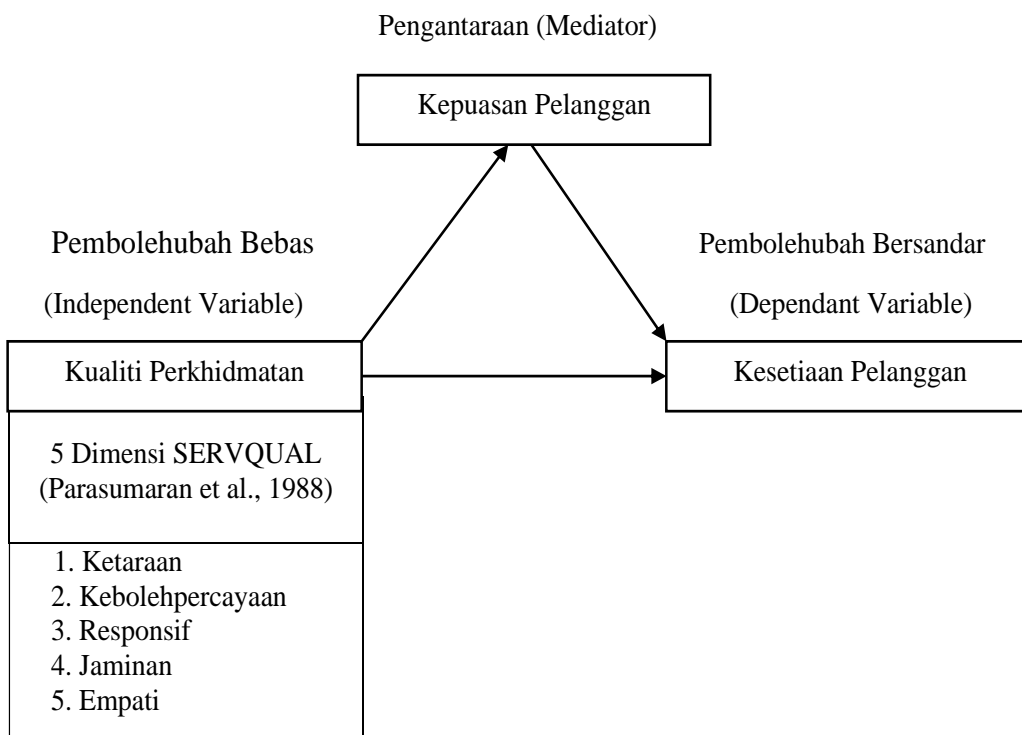 Pengantaraan (Mediator)
Kepuasan Pelanggan
Pembolehubah Bebas
(Independent Variable)
Pembolehubah Bersandar
(Dependant Variable)
Kualiti Perkhidmatan
Kesetiaan Pelanggan
5 Dimensi SERVQUAL
(Parasumaran et al., 1988)
1. Ketaraan
2. Kebolehpercayaan
3. Responsif
4. Jaminan
5. Empati